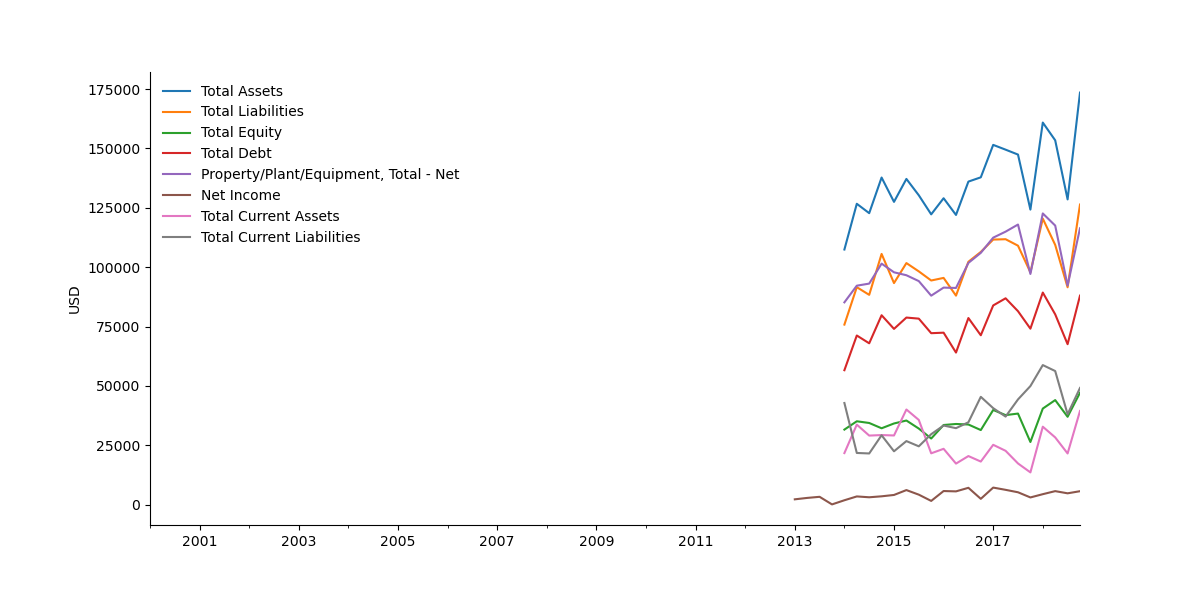 175000
150000
125000
100000
75000
50000
25000
0
USD
Total Assets
Total Liabilities
Total Equity
Total Debt
Property/Plant/Equipment, Total - Net
Net Income
Total Current Assets
Total Current Liabilities
2001 2003 2005 2007 2009 2011 2013 2015 2017